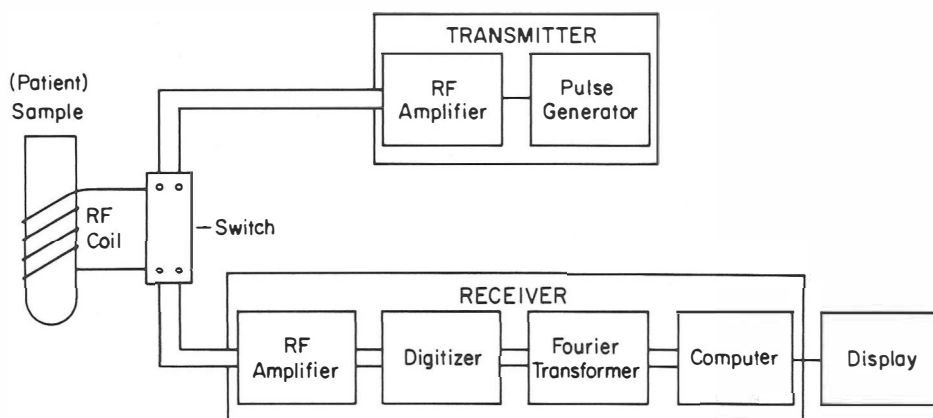 TRANSMITTER
(Patient)
Sample
RF
Amplifier
Pulse
Generator
RF
Coil
Switch
RECEIVER
RF
Amplifier
Digitizer
Fourier
Transformer
Computer
Display